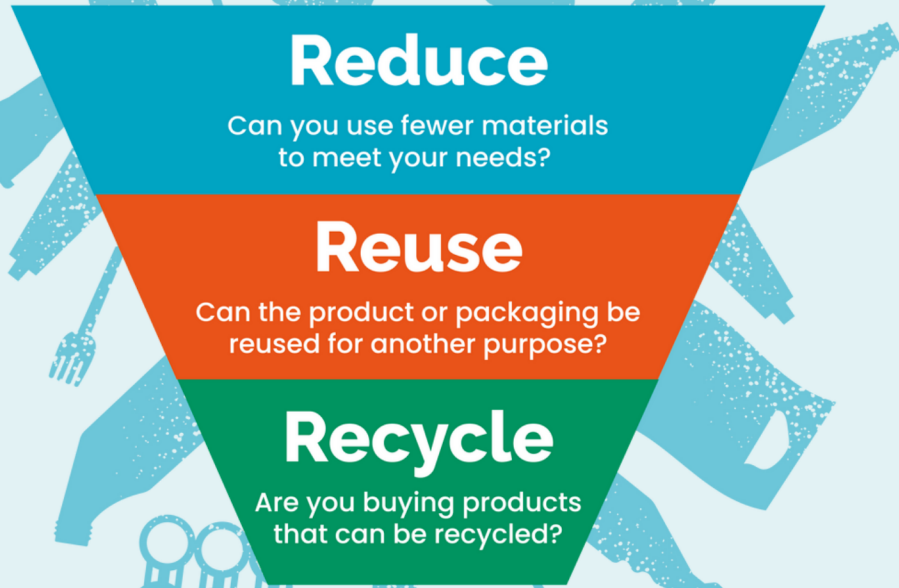 Reduce
Can you use fewer materials
to meet your needs?
Reuse
Can the product or packaging be
reused for another purpose?
Recycle
Are you buying products
that can be recycled?